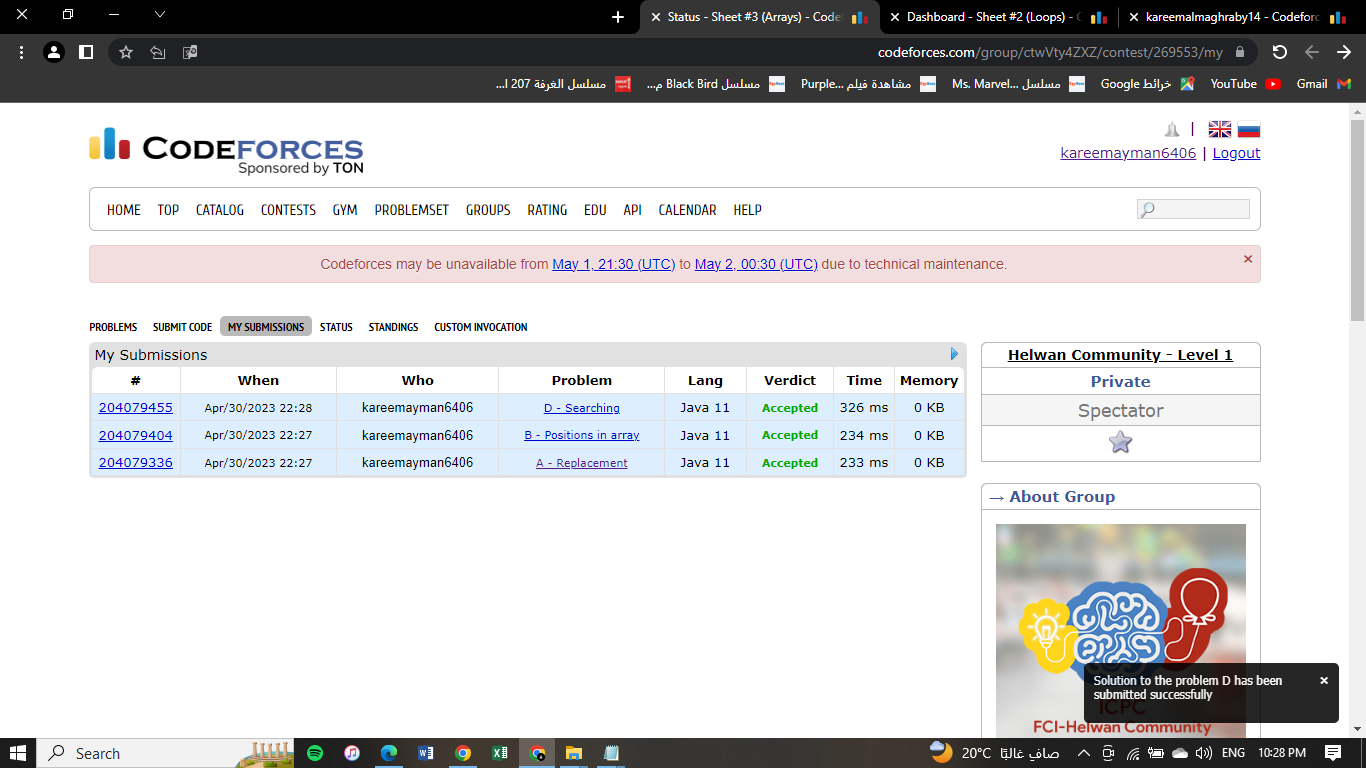 Status - Sheet #3 (Arrays) - Code
Dashboard - Sheet #2 (Loops) - C
kareemalmaghraby14 - Codeforc
codeforces.com/group/ctwVty4ZXZ/contest/269553/my
مسلسل الغرفة 207 ا...
مسلسل Black Bird م...
مشاهدة فيلم Purple...
مسلسل Ms. Marvel...
خرائط Google
YouTube
Gmail
CODEFORCES
Sponsored by TON
kareemayman6406 | Logout
HOME TOP CATALOG CONTESTS GYM PROBLEMSET GROUPS RATING EDU API CALENDAR HELP
Codeforces may be unavailable from May 1, 21:30 (UTC) to May 2, 00:30 (UTC) due to technical maintenance.
PROBLEMS SUBMIT CODE MY SUBMISSIONS STATUS STANDINGS CUSTOM INVOCATION
My Submissions
# When Who Problem Lang Verdict Time Memory
204079455 Apr/30/2023 22:28 kareemayman6406 D - Searching Java 11 Accepted 326 ms 0 KB
204079404 Apr/30/2023 22:27 kareemayman6406 B - Positions in array Java 11 Accepted 234 ms 0 KB
204079336 Apr/30/2023 22:27 kareemayman6406 A - Replacement Java 11 Accepted 233 ms 0 KB
Helwan Community - Level 1
Private
Spectator
→ About Group
Solution to the problem D has been
submitted successfully
ICPC
FCI-Helwan Community
Search
20°C صافٍ غالبًا
ENG
10:28 PM